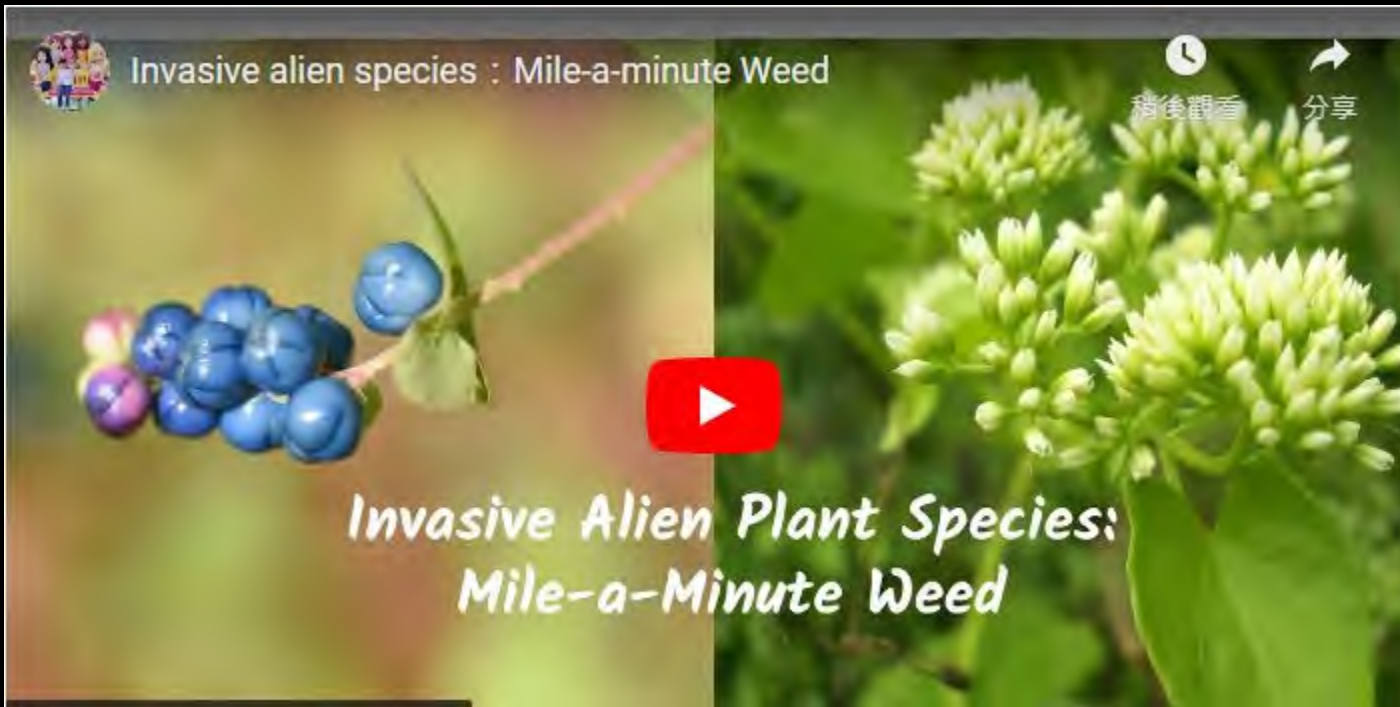 Invasive alien species：Mile-a-minute Weed
稍後觀看
分享
Invasive Alien Plant Species:
Mile-a-Minute Weed